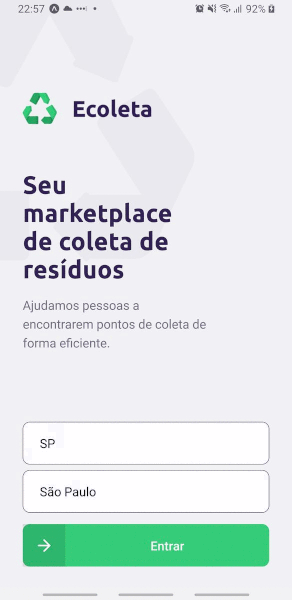 22:57 92%
Ecoleta
Seu
marketplace
de coleta de
resíduos
Ajudamos pessoas a
encontrarem pontos de coleta de
forma eficiente.
SP
São Paulo
Entrar